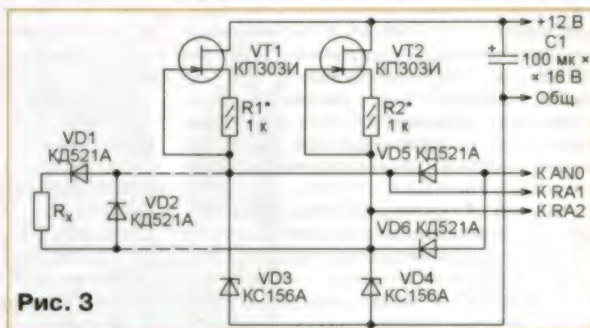 +12 В
VT1
КП303И
VT2
КП303И
C1
100 мк ×
× 16 В
Общ
R1*
1 к
R2*
1 к
VD1
КД521А
VD5 КД521А
К AN0
К RA1
К RA2
VD2
КД521А
Rx
VD6 КД521А
VD3
КС156А
VD4
КС156А
Рис. 3
+